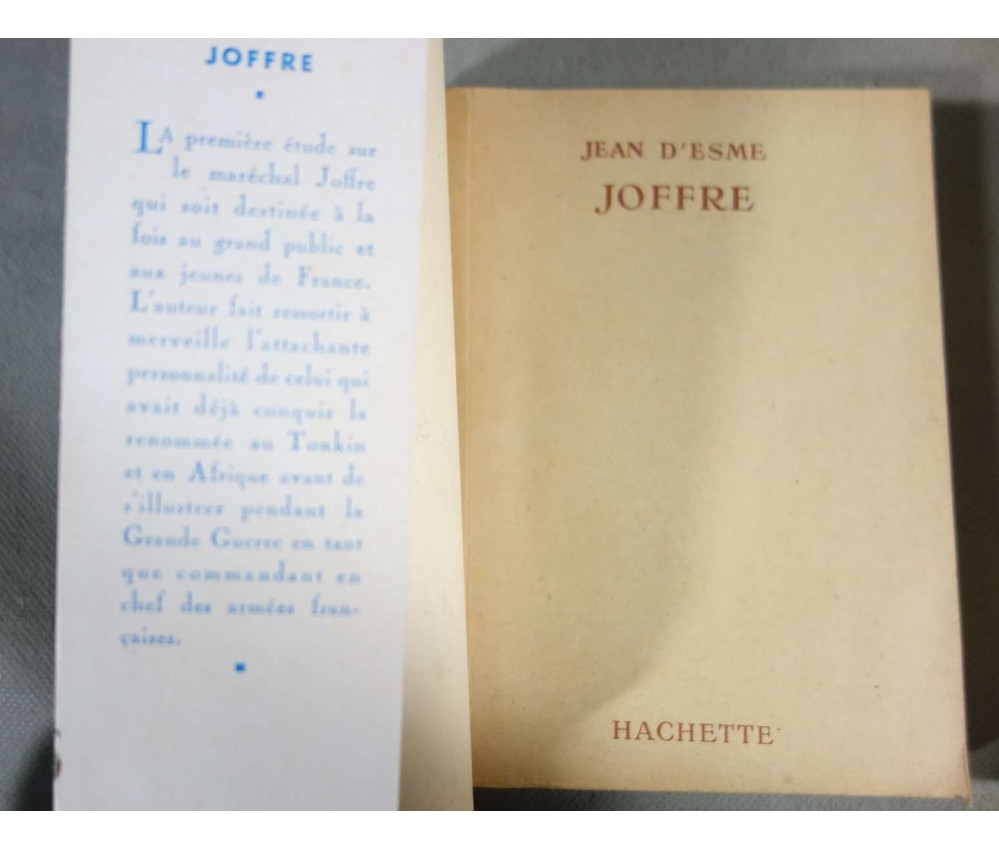 JOFFRE
LA première étude sur
le maréchal Joffre
qui soit destinée à la
fois au grand public et
aux jeunes de France.
L'auteur fait ressortir à
merveille l'attachante
personnalité de celui qui
avait déjà conquis la
renommée au Tonkin
et en Afrique avant de
s'illustrer pendant la
Grande Guerre en tant
que commandant en
chef des armées fran-
çaises.
JEAN D'ESME
JOFFRE
HACHETTE